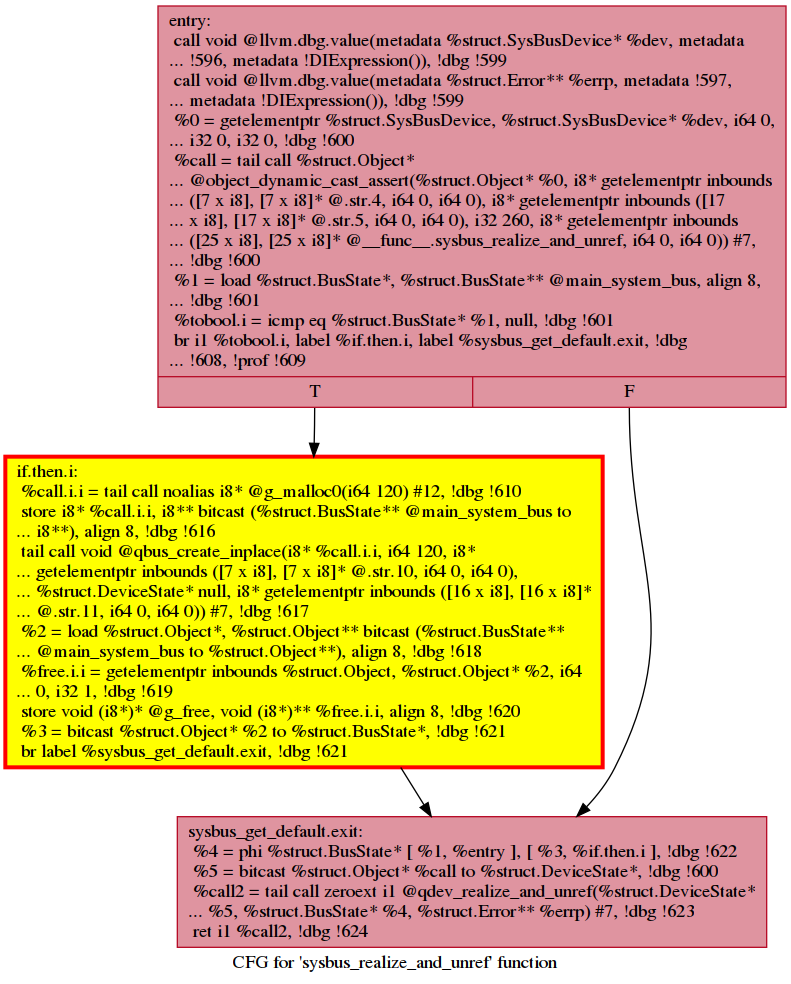 entry:
call void @llvm.dbg.value(metadata %struct.SysBusDevice* %dev, metadata
... !596, metadata !DIExpression()), !dbg !599
call void @llvm.dbg.value(metadata %struct.Error** %errp, metadata !597,
... metadata !DIExpression()), !dbg !599
%0 = getelementptr %struct.SysBusDevice, %struct.SysBusDevice* %dev, i64 0,
... i32 0, i32 0, !dbg !600
%call = tail call %struct.Object*
... @object_dynamic_cast_assert(%struct.Object* %0, i8* getelementptr inbounds
... ([7 x i8], [7 x i8]* @.str.4, i64 0, i64 0), i8* getelementptr inbounds ([17
... x i8], [17 x i8]* @.str.5, i64 0, i64 0), i32 260, i8* getelementptr inbounds
... ([25 x i8], [25 x i8]* @__func__.sysbus_realize_and_unref, i64 0, i64 0)) #7,
... !dbg !600
%1 = load %struct.BusState*, %struct.BusState** @main_system_bus, align 8,
... !dbg !601
%tobool.i = icmp eq %struct.BusState* %1, null, !dbg !601
br i1 %tobool.i, label %if.then.i, label %sysbus_get_default.exit, !dbg
... !608, !prof !609
T
F
if.then.i:
%call.i.i = tail call noalias i8* @g_malloc0(i64 120) #12, !dbg !610
store i8* %call.i.i, i8** bitcast (%struct.BusState** @main_system_bus to
... i8**), align 8, !dbg !616
tail call void @qbus_create_inplace(i8* %call.i.i, i64 120, i8*
... getelementptr inbounds ([7 x i8], [7 x i8]* @.str.10, i64 0, i64 0),
... %struct.DeviceState* null, i8* getelementptr inbounds ([16 x i8], [16 x i8]*
... @.str.11, i64 0, i64 0)) #7, !dbg !617
%2 = load %struct.Object*, %struct.Object** bitcast (%struct.BusState**
... @main_system_bus to %struct.Object**), align 8, !dbg !618
%free.i.i = getelementptr inbounds %struct.Object, %struct.Object* %2, i64
... 0, i32 1, !dbg !619
store void (i8*)* @g_free, void (i8*)** %free.i.i, align 8, !dbg !620
%3 = bitcast %struct.Object* %2 to %struct.BusState*, !dbg !621
br label %sysbus_get_default.exit, !dbg !621
sysbus_get_default.exit:
%4 = phi %struct.BusState* [ %1, %entry ], [ %3, %if.then.i ], !dbg !622
%5 = bitcast %struct.Object* %call to %struct.DeviceState*, !dbg !600
%call2 = tail call zeroext i1 @qdev_realize_and_unref(%struct.DeviceState*
... %5, %struct.BusState* %4, %struct.Error** %errp) #7, !dbg !623
ret i1 %call2, !dbg !624
CFG for 'sysbus_realize_and_unref' function